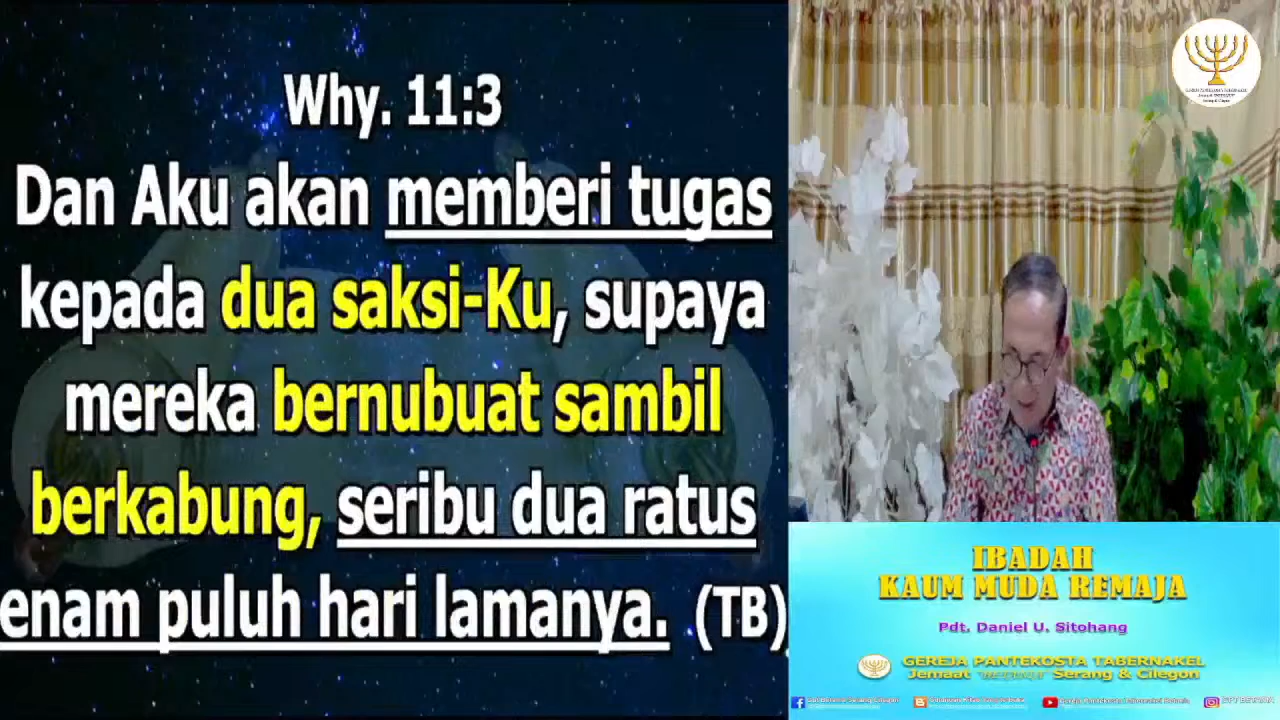 Why. 11:3
Dan Aku akan memberi tugas
kepada dua saksi-Ku, supaya
mereka bernubuat sambil
berkabung, seribu dua ratus
enam puluh hari lamanya. (TB)
IBADAH
KAUM MUDA REMAJA
Pdt. Daniel U. Sitohang
GEREJA PANTEKOSTA TABERNAKEL
Serang & Cilegon